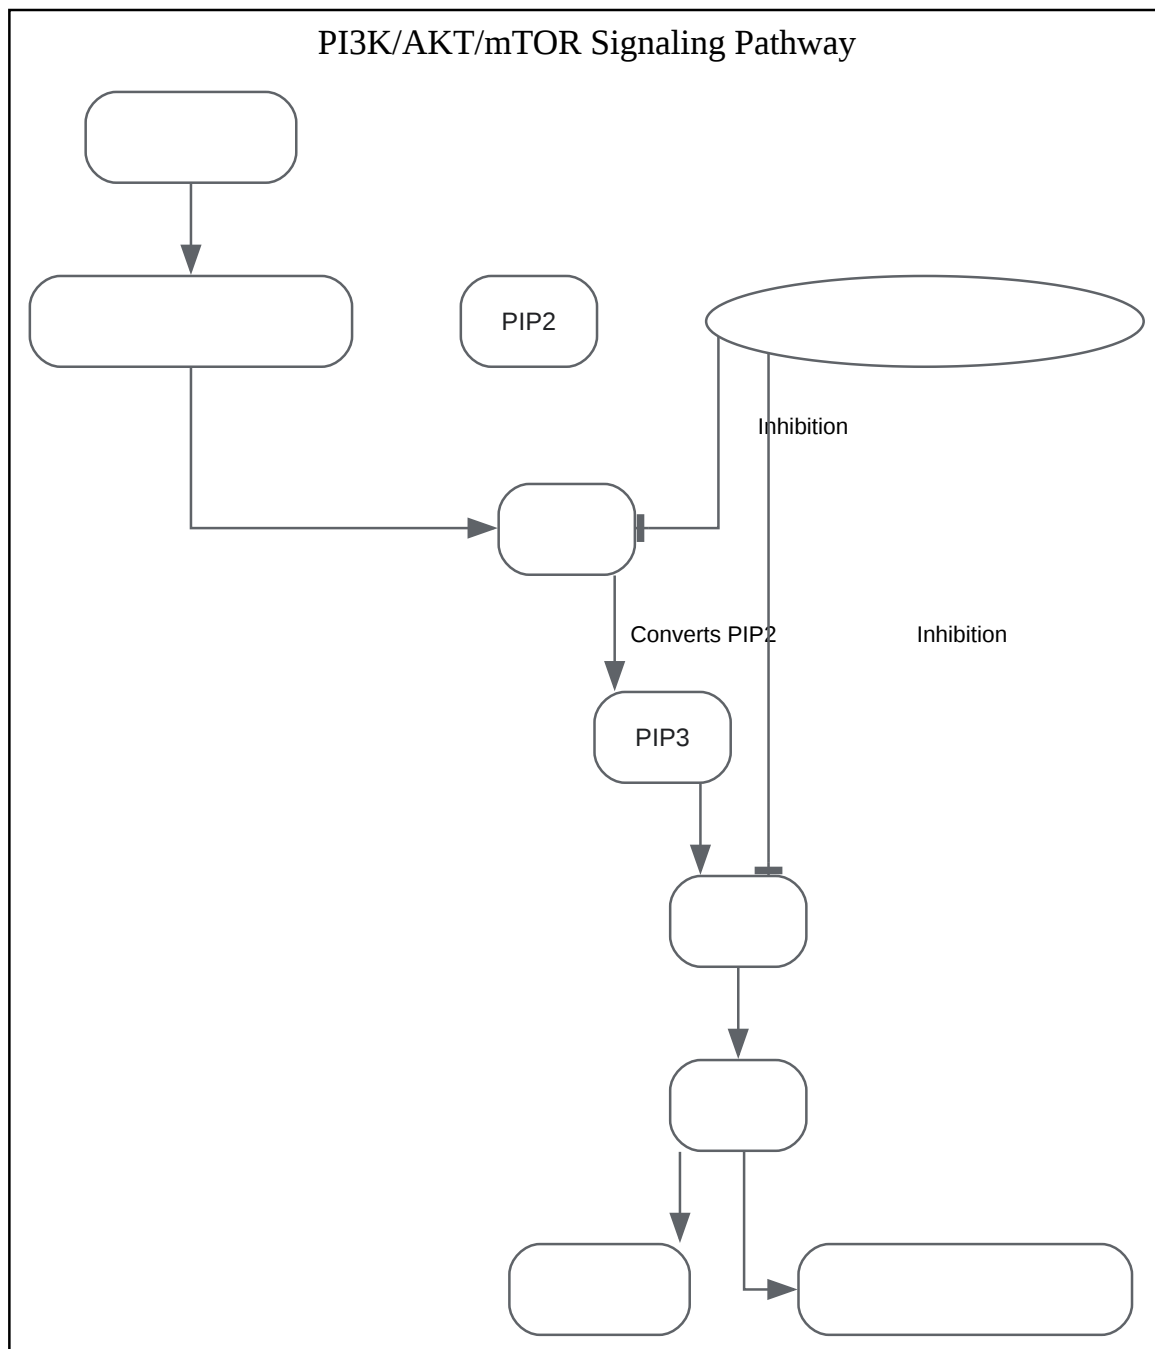 PI3K/AKT/mTOR Signaling Pathway
PIP2
Inhibition
Converts PIP2
Inhibition
PIP3